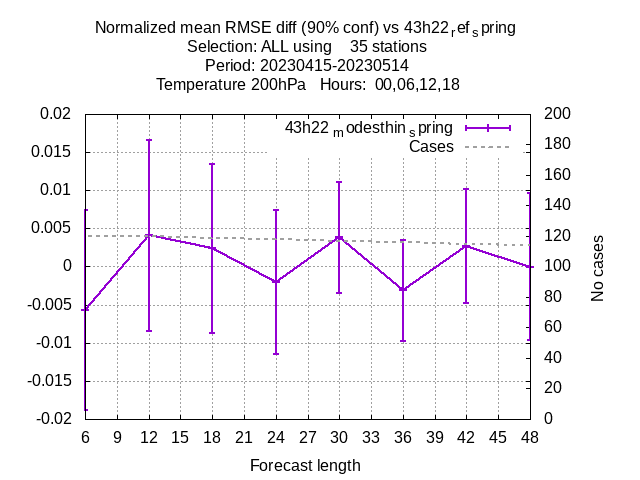 Normalized mean RMSE diff (90% conf) vs 43h22refspring
Selection: ALL using 35 stations
Period: 20230415-20230514
Temperature 200hPa Hours: 00,06,12,18
43h22modesthinspring
Cases
0.02
0.015
0.01
0.005
0
-0.005
-0.01
-0.015
-0.02
200
180
160
140
120
100
80
60
40
20
0
No cases
6 9 12 15 18 21 24 27 30 33 36 39 42 45 48
Forecast length